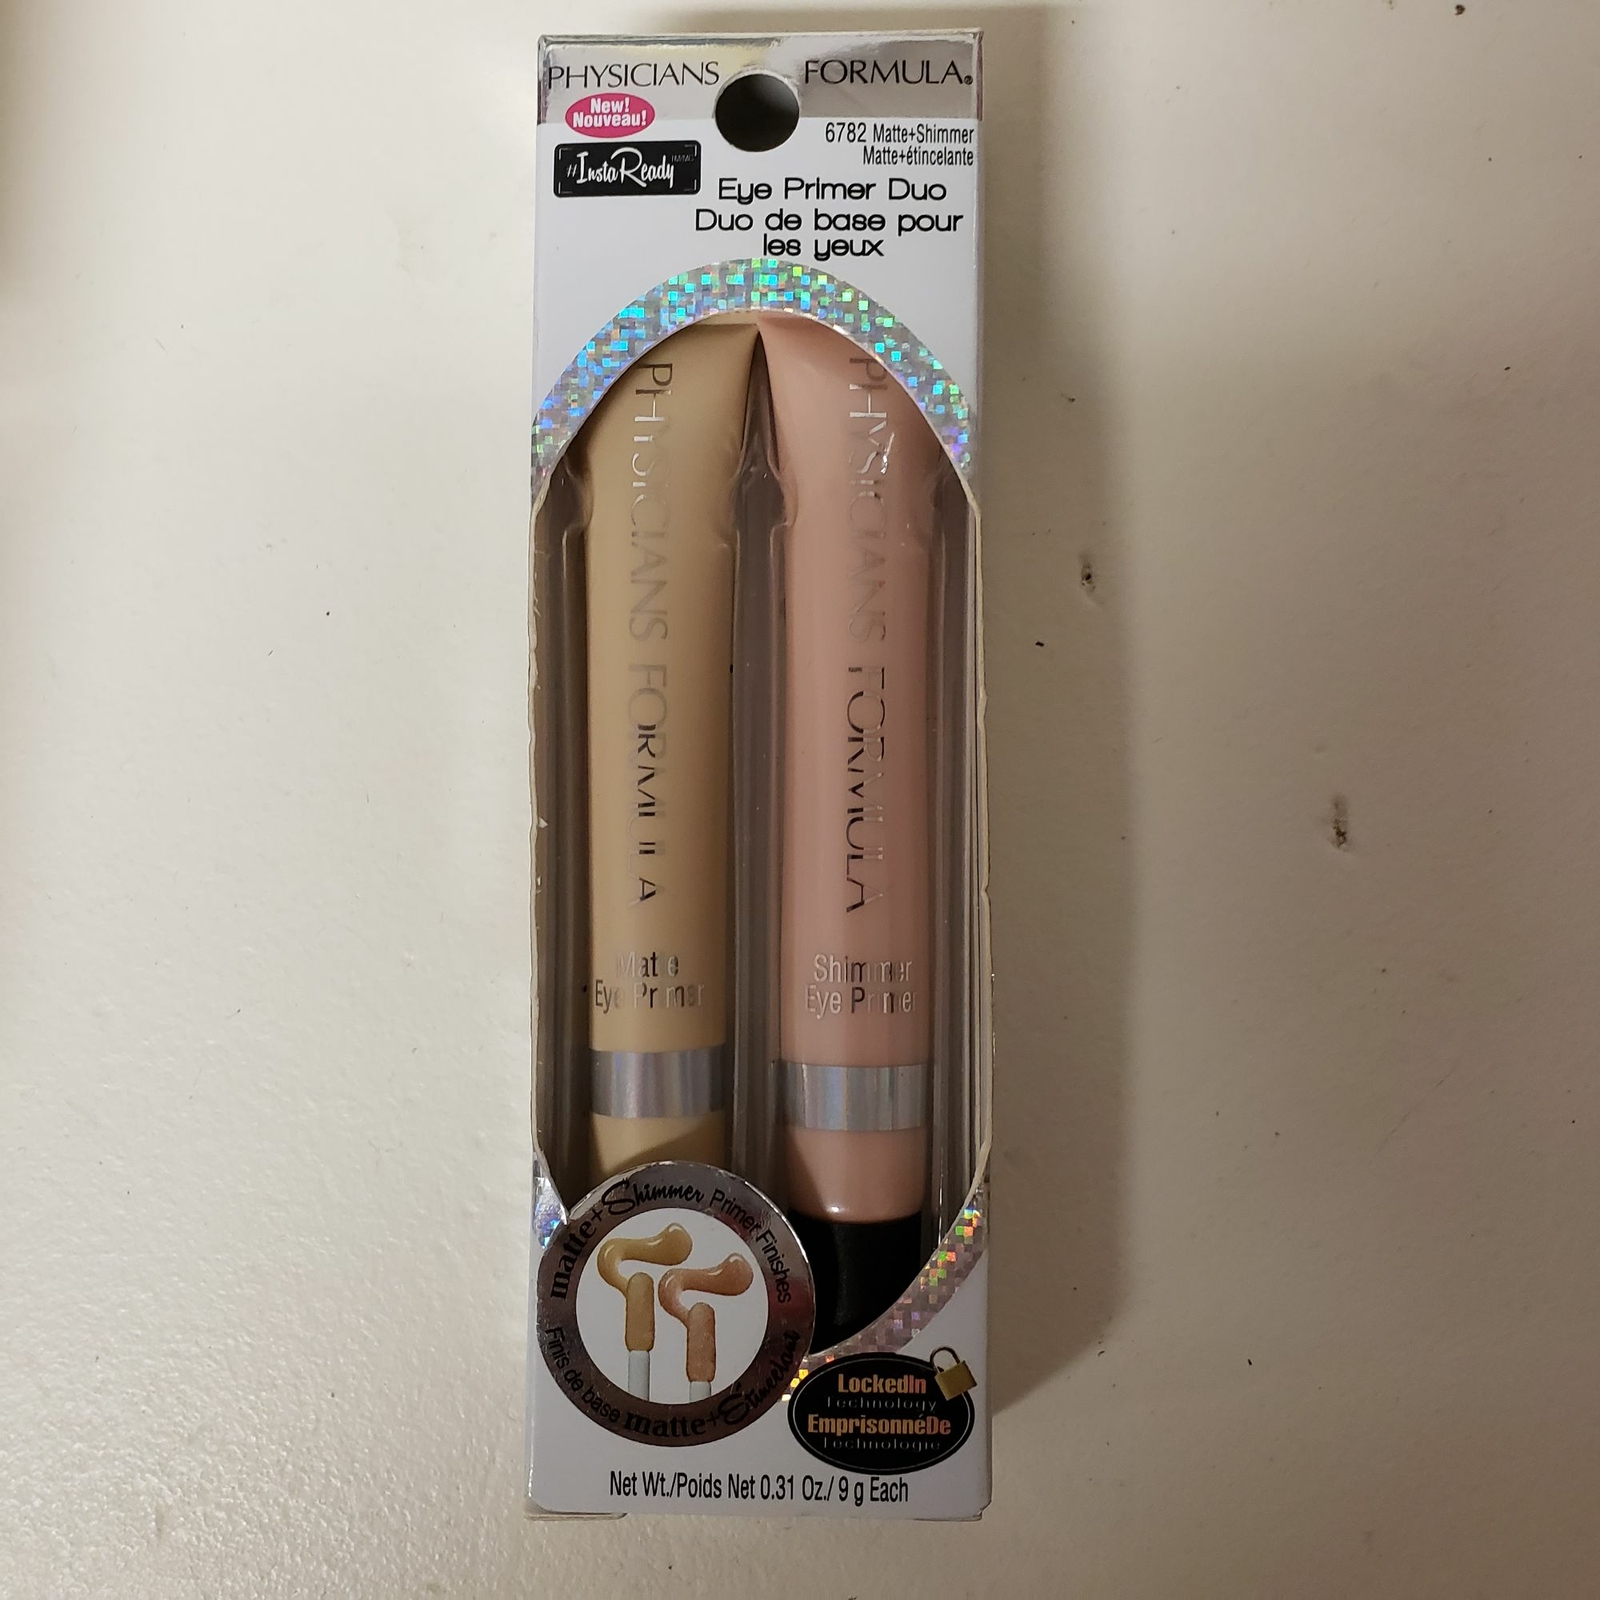 PHYSICIANS FORMULA®
New!
Nouveau!
6782 Matte+Shimmer
Matte+étincelante
#InstaReady
Eye Primer Duo
Duo de base pour
les yeux
PHYSICIANS FORMULA
Matte
Eye Primer
PHYSICIANS FORMULA
Shimmer
Eye Primer
matte+Shimmer Primer Finishes
Finis de base matte+Étincelant
LockedIn
Technology
EmprisonnéDe
Technologie
Net Wt./Poids Net 0.31 Oz./ 9 g Each